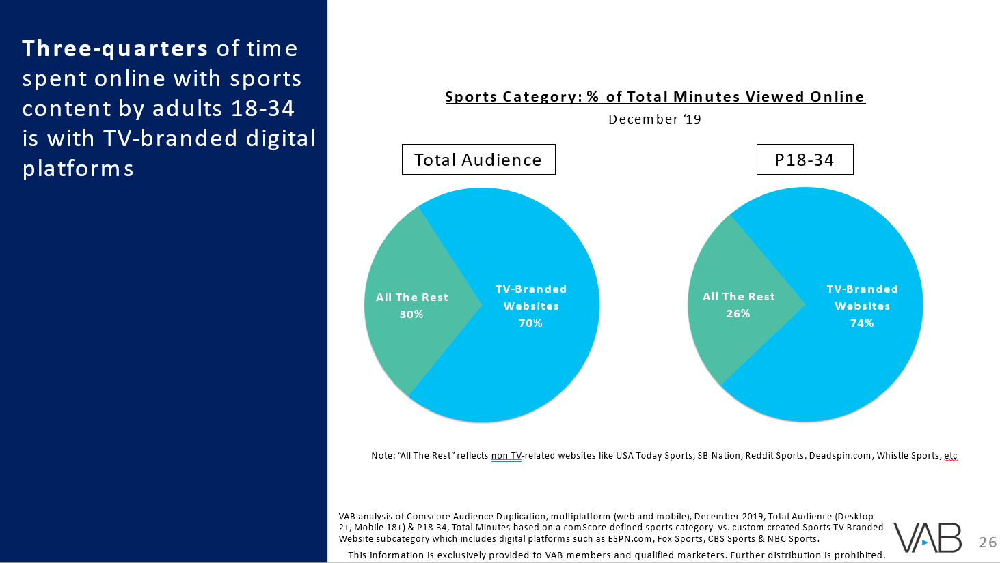 Three-quarters of time
spent online with sports
content by adults 18-34
is with TV-branded digital
platforms
Sports Category: % of Total Minutes Viewed Online
December ‘19
Total Audience
P18-34
All The Rest
30%
TV-Branded
Websites
70%
All The Rest
26%
TV-Branded
Websites
74%
Note: “All The Rest” reflects non TV-related websites like USA Today Sports, SB Nation, Reddit Sports, Deadspin.com, Whistle Sports, etc
VAB analysis of Comscore Audience Duplication, multiplatform (web and mobile), December 2019, Total Audience (Desktop
2+, Mobile 18+) & P18-34, Total Minutes based on a comScore-defined sports category vs. custom created Sports TV Branded
Website subcategory which includes digital platforms such as ESPN.com, Fox Sports, CBS Sports & NBC Sports.
This information is exclusively provided to VAB members and qualified marketers. Further distribution is prohibited.
VAB
26